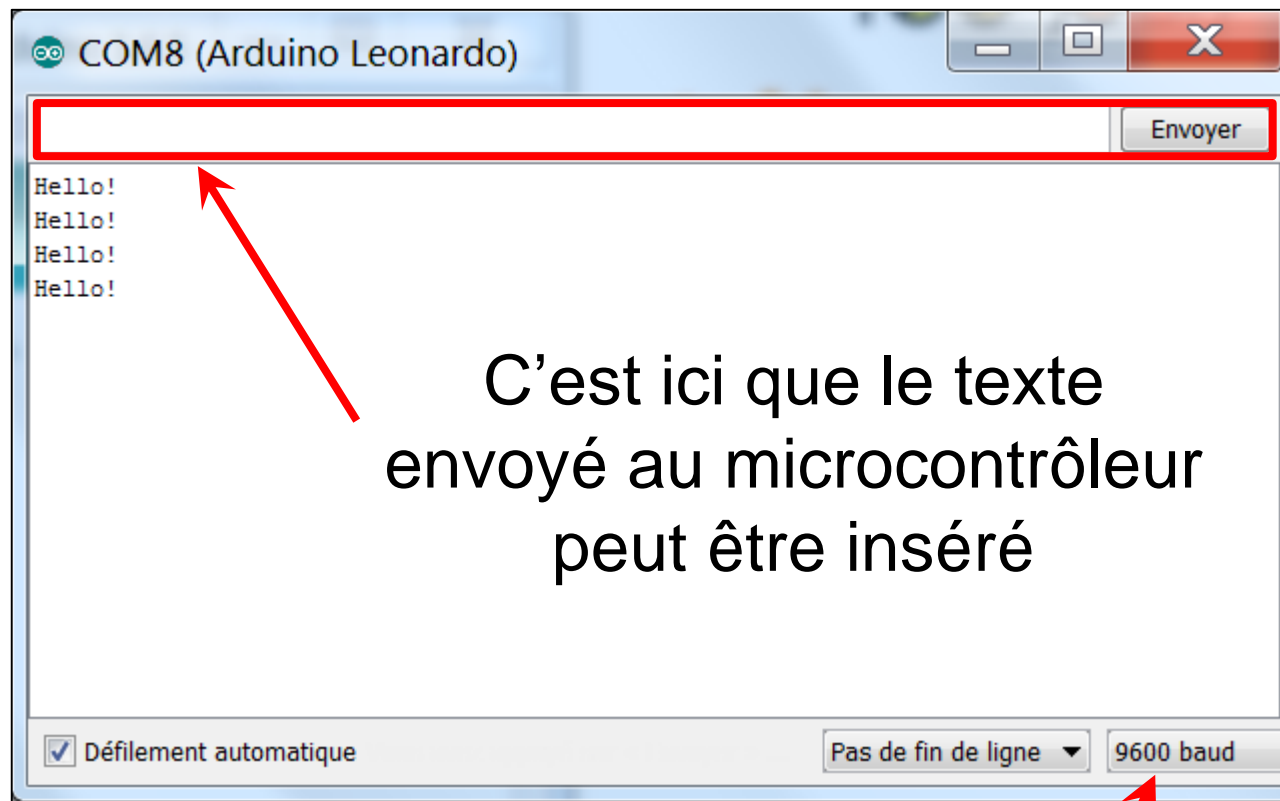 COM8 (Arduino Leonardo)
Envoyer
Hello!
Hello!
Hello!
Hello!
C’est ici que le texte
envoyé au microcontrôleur
peut être inséré
Défilement automatique
Pas de fin de ligne
9600 baud